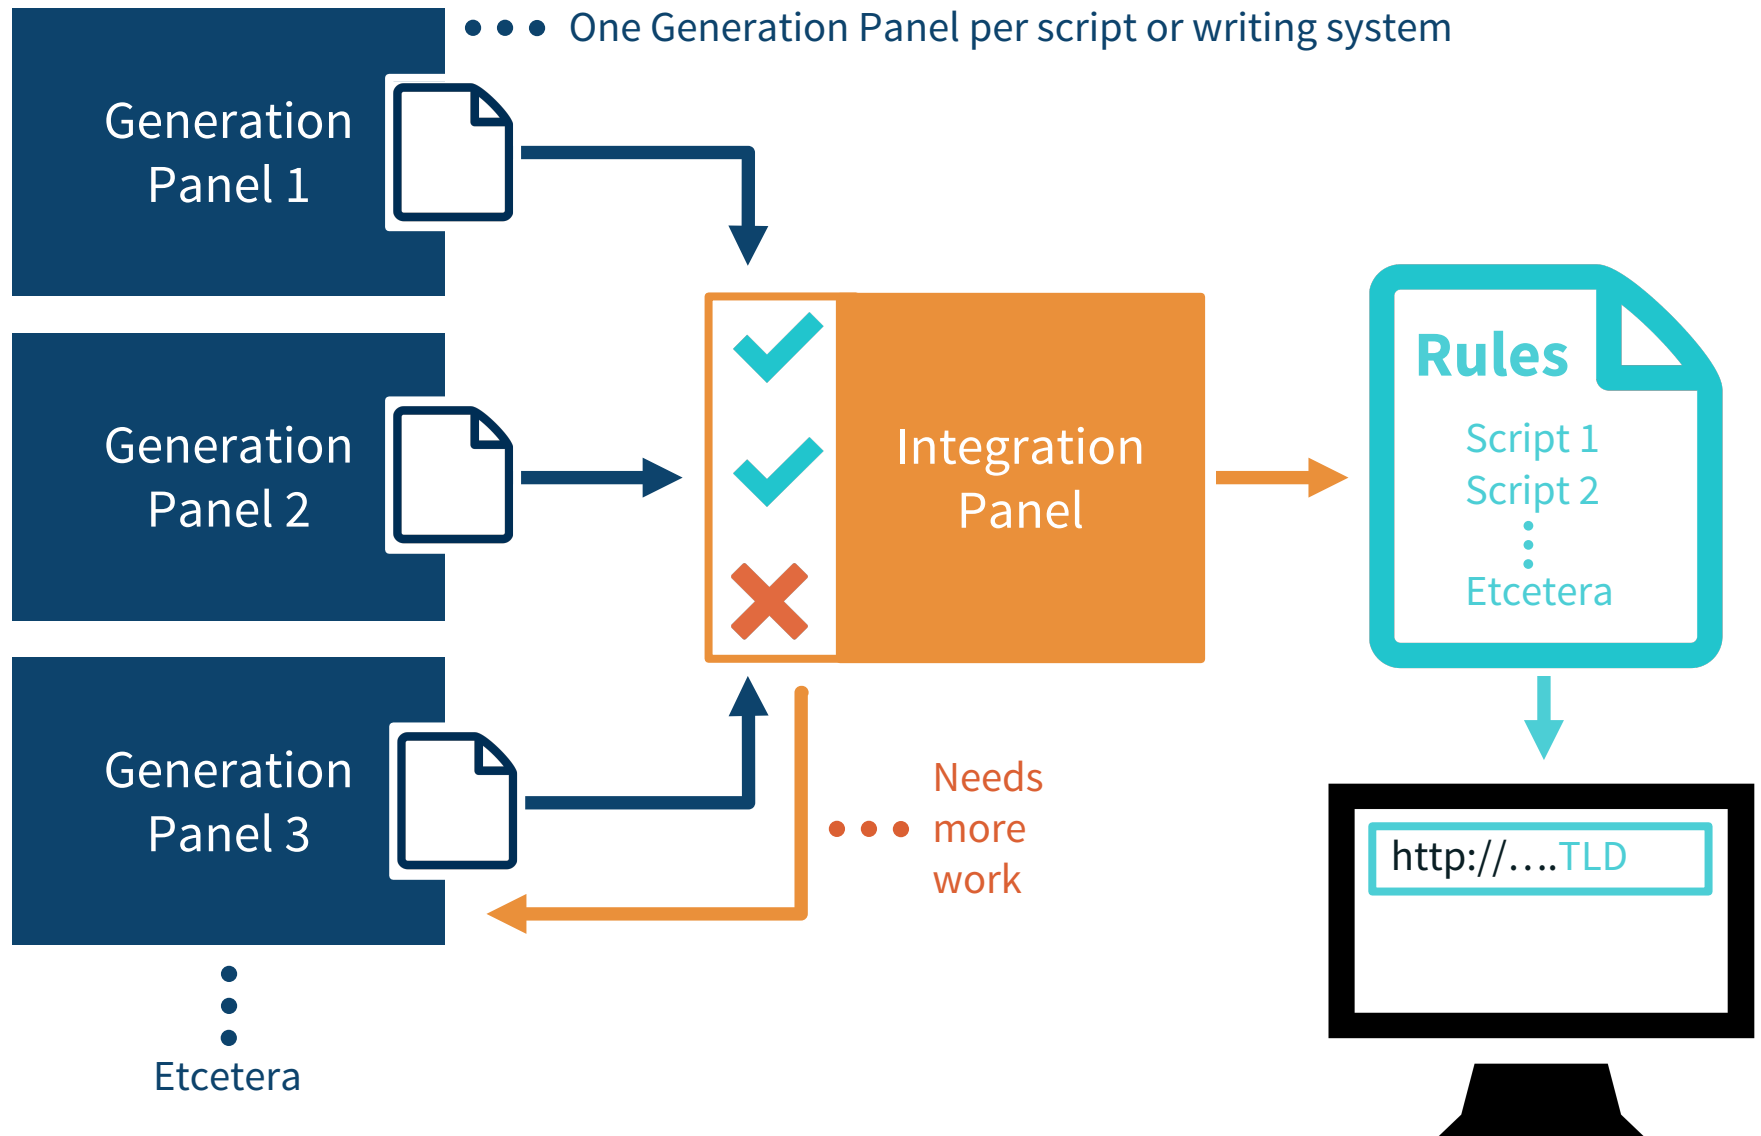 One Generation Panel per script or writing system
Generation
Panel 1
Generation
Panel 2
Generation
Panel 3
Etcetera
Integration
Panel
Needs
more
work
Rules
Script 1
Script 2
Etcetera
http://….TLD